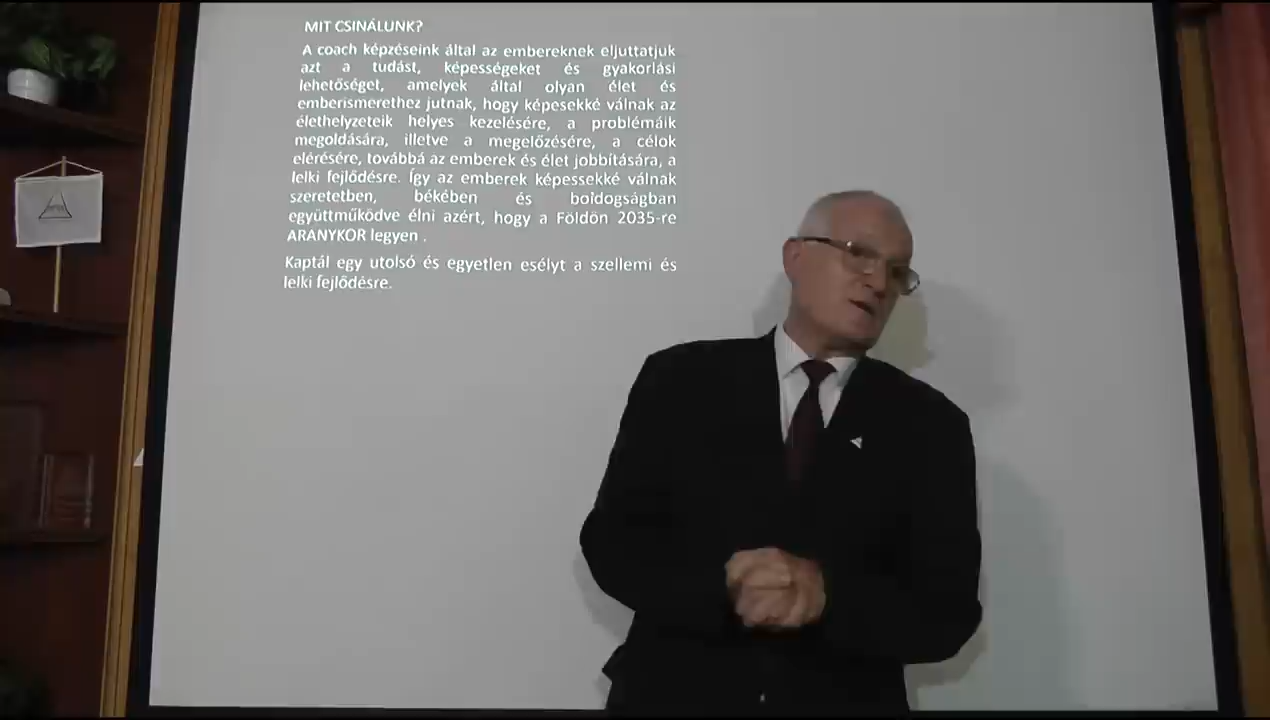 MIT CSINÁLUNK?
A coach képzéseink által az embereknek eljuttatjuk
azt a tudást, képességeket és gyakorlási
lehetőséget, amelyek által olyan élet és
emberismerethez jutnak, hogy képesekké válnak az
élethelyzeteik helyes kezelésére, a problémáik
megoldására, illetve a megelőzésére, a célok
elérésére, továbbá az emberek és élet jobbítására, a
lelki fejlődésre. Így az emberek képessekké válnak
szeretetben, békében és boldogságban
együttműködve élni azért, hogy a Földön 2035-re
ARANYKOR legyen .
Kaptál egy utolsó és egyetlen esélyt a szellemi és
lelki fejlődésre.